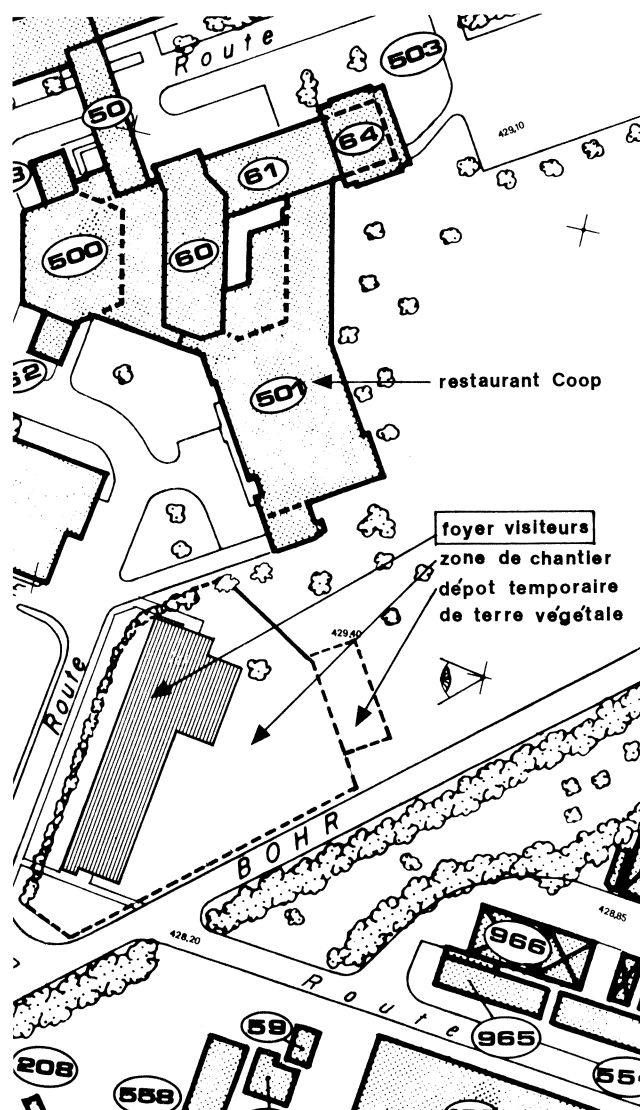 Route
503
50
64
429,10
61
500
60
501
restaurant Coop
foyer visiteurs
zone de chantier
dépot temporaire
de terre végétale
429,40
Route
BOHR
428,85
966
428,20
Route
59
965
208
558